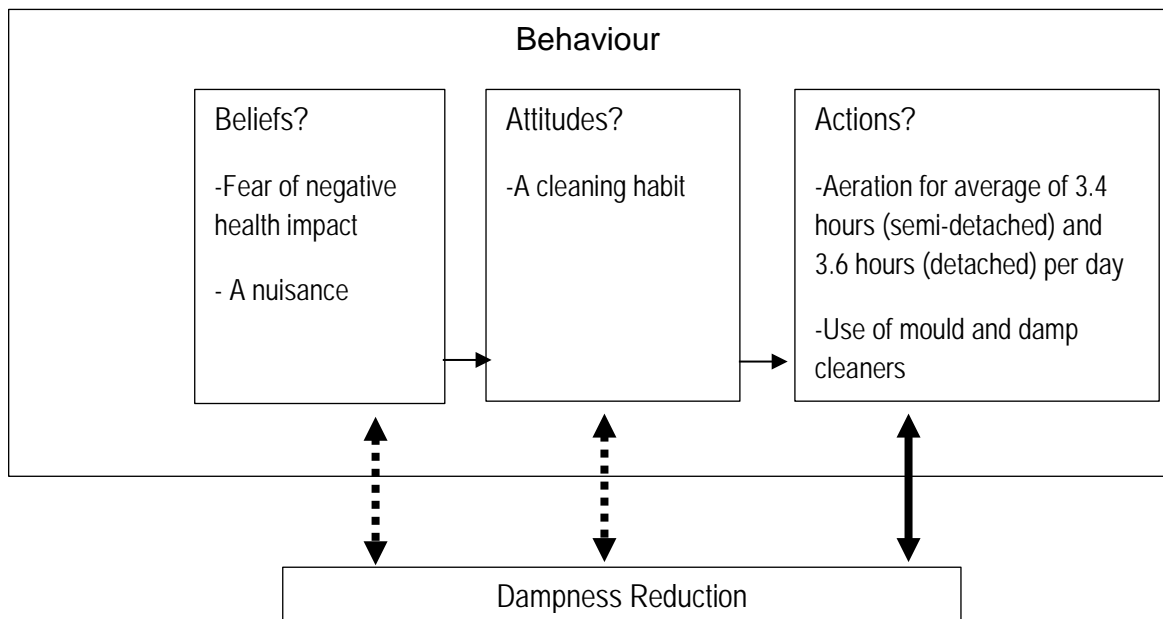 Behaviour
Beliefs?
-Fear of negative
health impact
- A nuisance
Attitudes?
-A cleaning habit
Actions?
-Aeration for average of 3.4
hours (semi-detached) and
3.6 hours (detached) per day
-Use of mould and damp
cleaners
Dampness Reduction